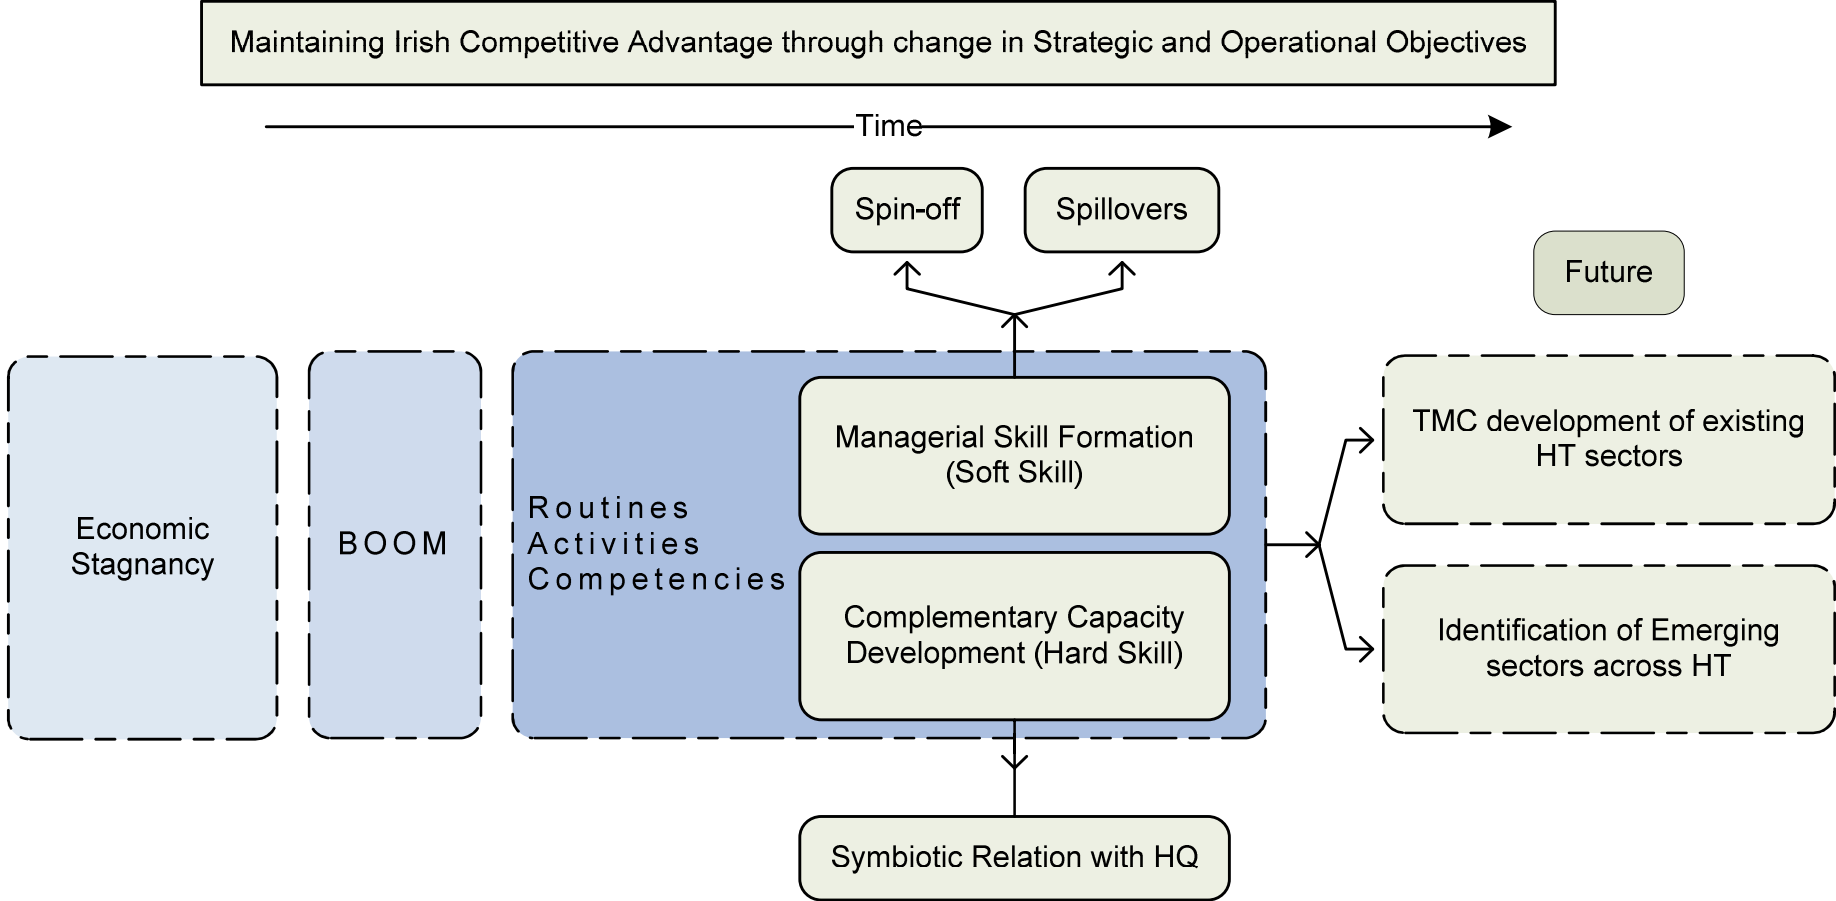 Maintaining Irish Competitive Advantage through change in Strategic and Operational Objectives
Time
Spin-off
Spillovers
Future
Economic
Stagnancy
BOOM
Routines
Activities
Competencies
Managerial Skill Formation
(Soft Skill)
Complementary Capacity
Development (Hard Skill)
TMC development of existing
HT sectors
Identification of Emerging
sectors across HT
Symbiotic Relation with HQ